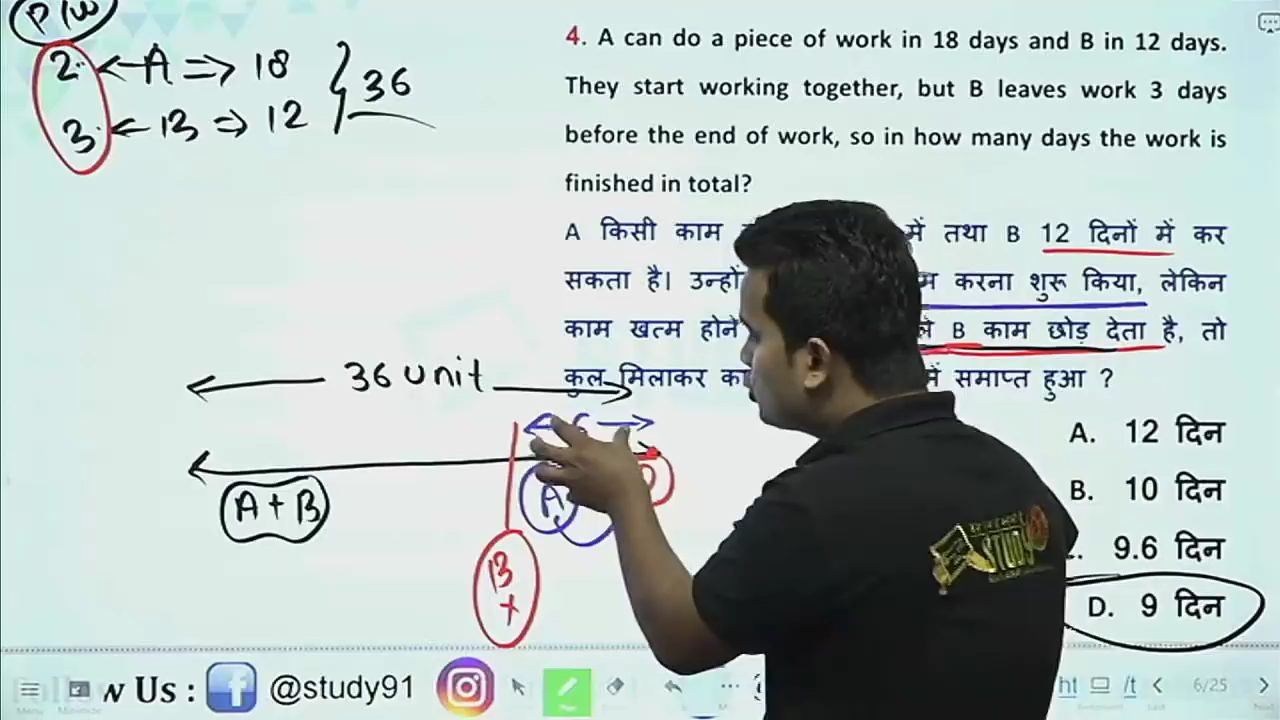 P/W
2 ← A ⇒ 18
3 ← B ⇒ 12
36
4. A can do a piece of work in 18 days and B in 12 days.
They start working together, but B leaves work 3 days
before the end of work, so in how many days the work is
finished in total?
A किसी काम में तथा B 12 दिनों में कर
सकता है। उन्हों करना शुरू किया, लेकिन
काम खत्म होने B काम छोड़ देता है, तो
कुल मिलाकर में समाप्त हुआ ?
36 unit
A + B
A
B
×
A. 12 दिन
B. 10 दिन
9.6 दिन
D. 9 दिन
STUDY
w Us : @study91
6/25